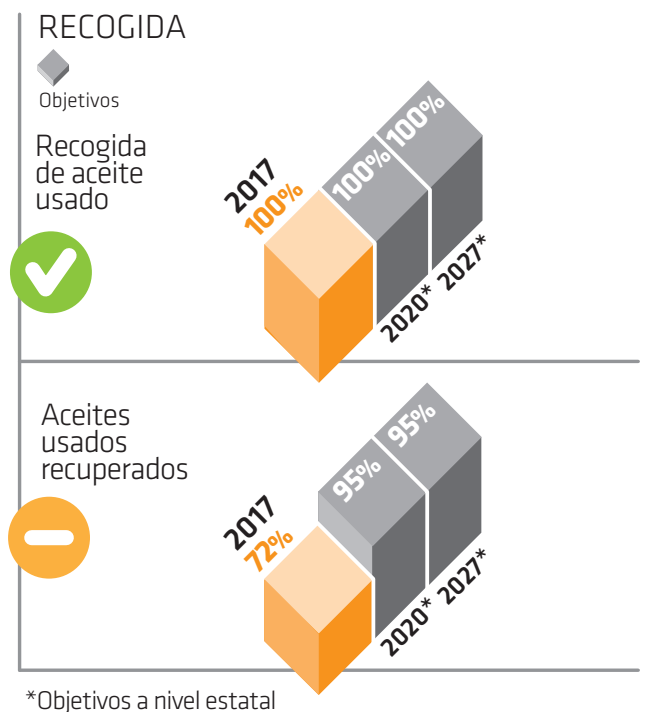 RECOGIDA
Objetivos
Recogida
de aceite
usado
2017
100%
100%
100%
2020*
2027*
Aceites
usados
recuperados
2017
72%
95%
95%
2020*
2027*
*Objetivos a nivel estatal